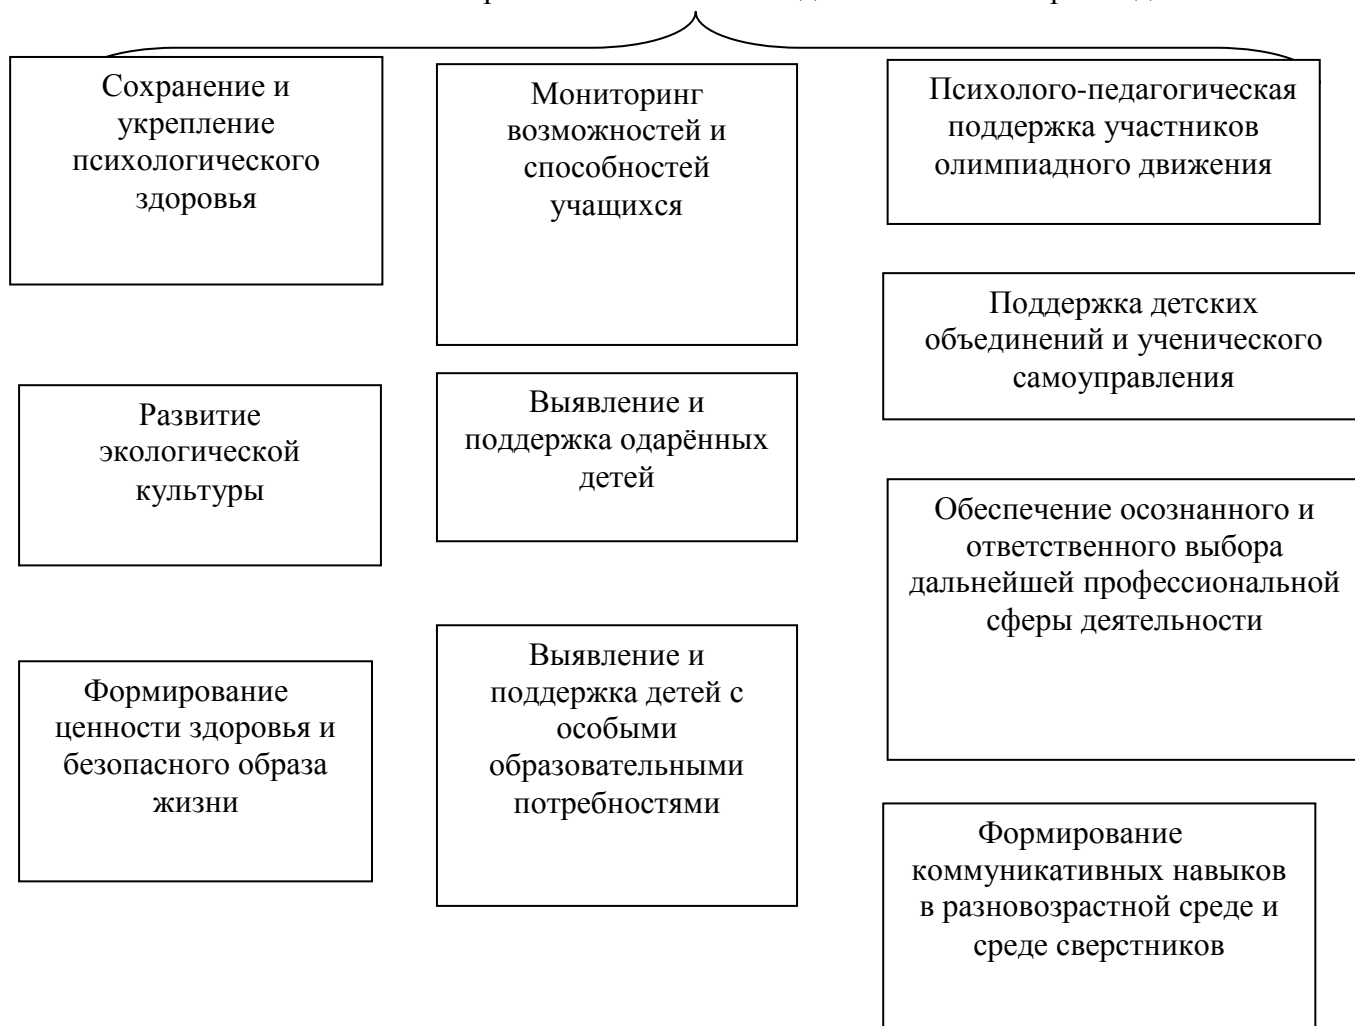 Сохранение и
укрепление
психологического
здоровья
Развитие
экологической
культуры
Формирование
ценности здоровья и
безопасного образа
жизни
Мониторинг
возможностей и
способностей
учащихся
Выявление и
поддержка одарённых
детей
Выявление и
поддержка детей с
особыми
образовательными
потребностями
Психолого-педагогическая
поддержка участников
олимпиадного движения
Поддержка детских
объединений и ученического
самоуправления
Обеспечение осознанного и
ответственного выбора
дальнейшей профессиональной
сферы деятельности
Формирование
коммуникативных навыков
в разновозрастной среде и
среде сверстников